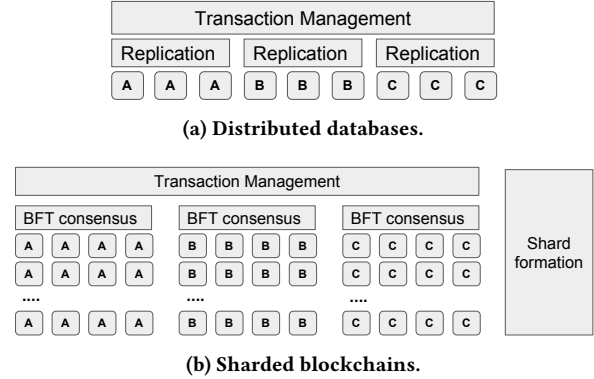 Transaction Management
Replication Replication Replication
A A A B B B C C C
(a) Distributed databases.
Transaction Management
BFT consensus BFT consensus BFT consensus
A A A A B B B B C C C C
A A A A B B B B C C C C
.... .... ....
A A A A B B B B C C C C
Shard
formation
(b) Sharded blockchains.